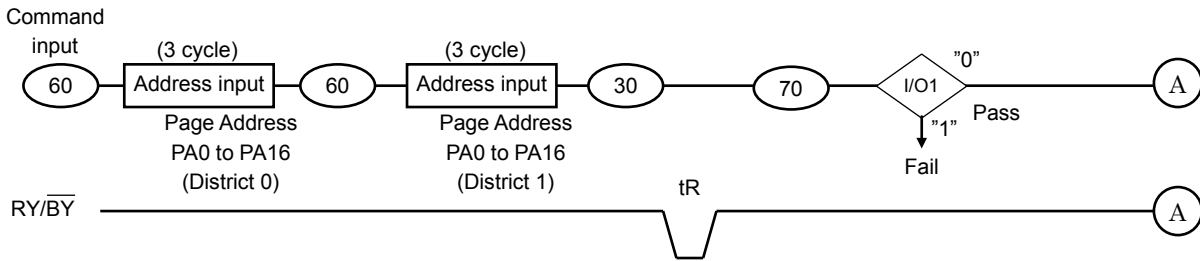 Command
input
(3 cycle)
(3 cycle)
"0"
60
Address input
60
Address input
30
70
I/O1
A
Page Address
PA0 to PA16
(District 0)
Page Address
PA0 to PA16
(District 1)
"1"
Pass
Fail
tR
RY/B̅Y̅
A